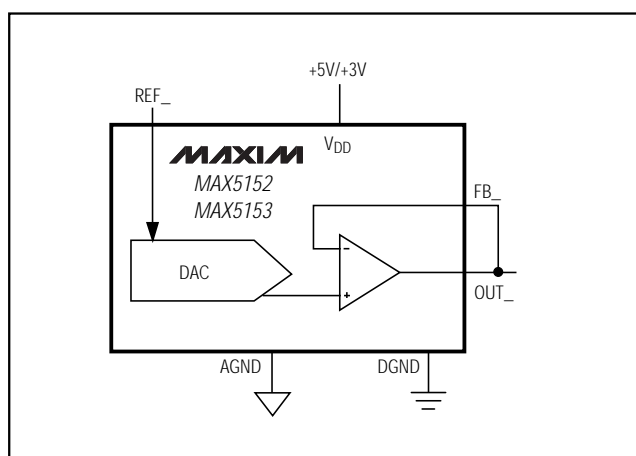 +5V/+3V
REF_
VDD
MAXIM
MAX5152
MAX5153
FB_
DAC
-
+
OUT_
AGND
DGND